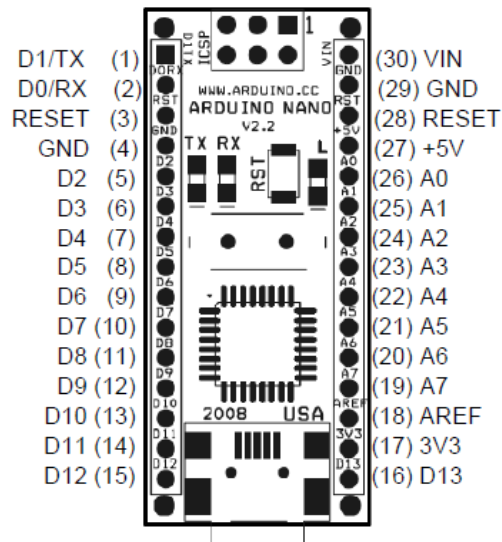 D1/TX (1)
D0/RX (2)
RESET (3)
GND (4)
D2 (5)
D3 (6)
D4 (7)
D5 (8)
D6 (9)
D7 (10)
D8 (11)
D9 (12)
D10 (13)
D11 (14)
D12 (15)
D1TX
ICSP
1
VIN
D0RX
RST
GND
D2
D3
D4
D5
D6
D7
D8
D9
D10
D11
D12
WWW.ARDUINO.CC
ARDUINO NANO
V2.2
TX RX
RST
L
2008 USA
GND
RST
+5V
A0
A1
A2
A3
A4
A5
A6
A7
AREF
3V3
D13
(30) VIN
(29) GND
(28) RESET
(27) +5V
(26) A0
(25) A1
(24) A2
(23) A3
(22) A4
(21) A5
(20) A6
(19) A7
(18) AREF
(17) 3V3
(16) D13